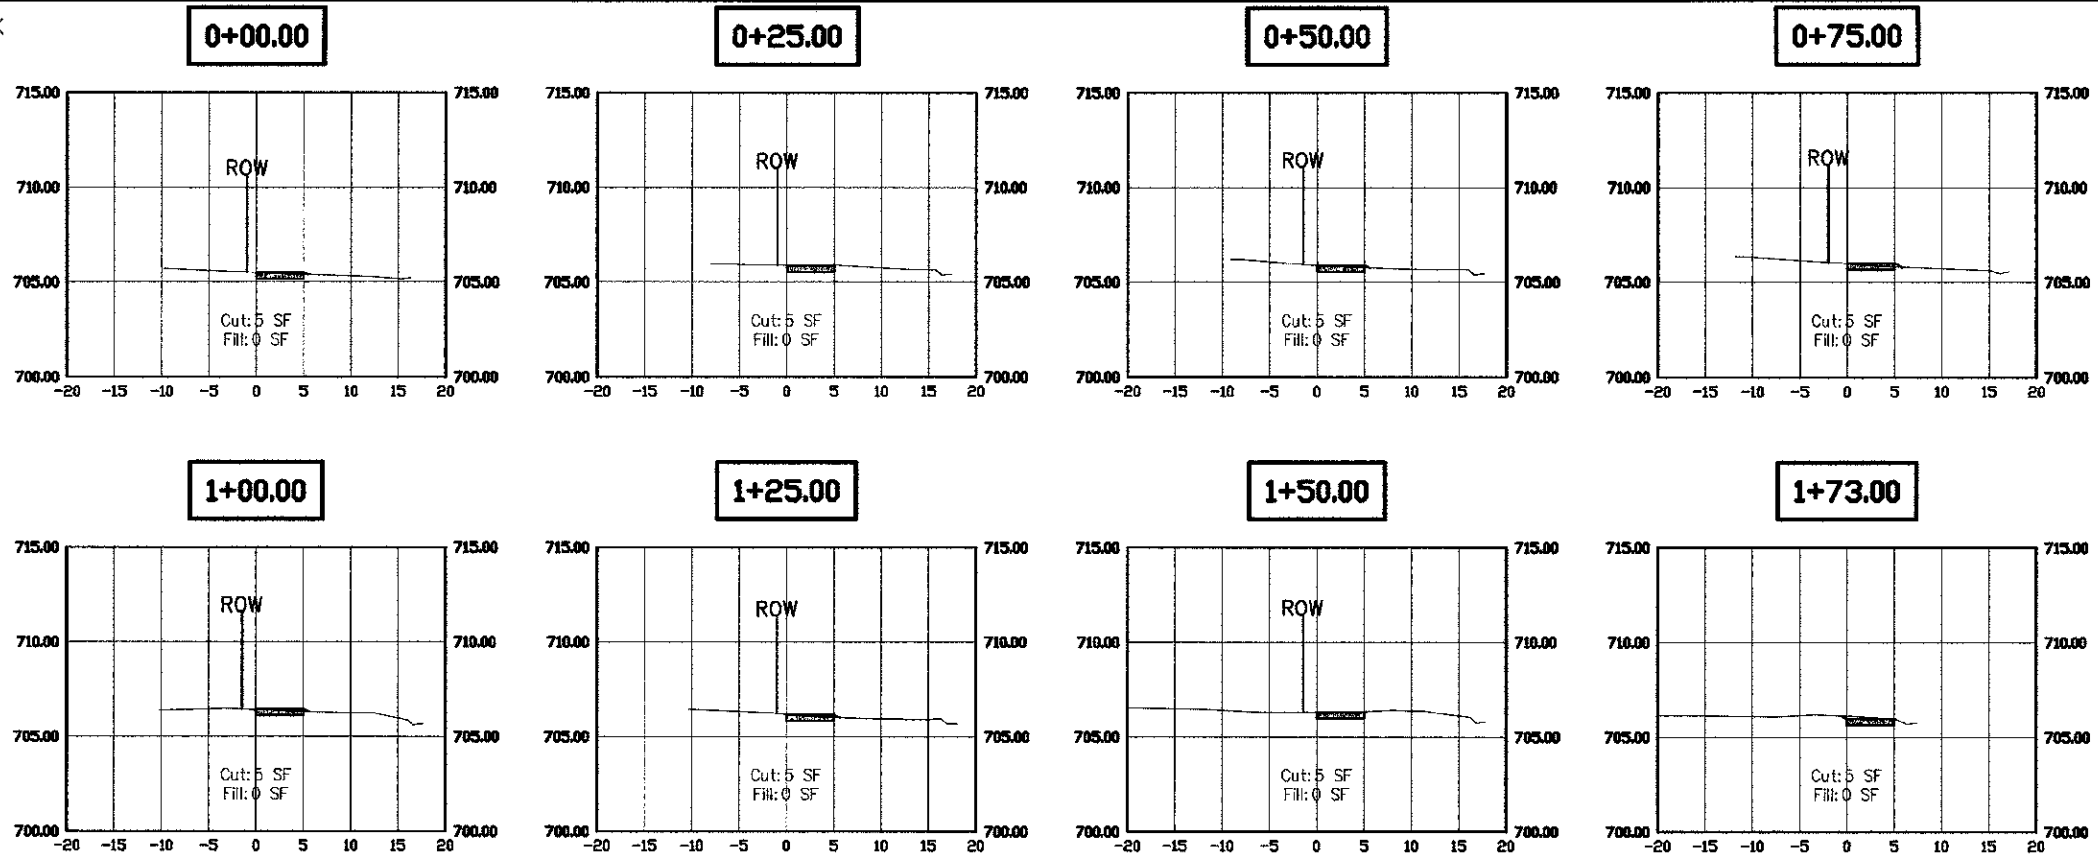 0+00.00 0+25.00 0+50.00 0+75.00
715.00 715.00 715.00 715.00 715.00 715.00 715.00 715.00
ROW ROW ROW ROW
710.00 710.00 710.00 710.00 710.00 710.00 710.00 710.00
705.00 705.00 705.00 705.00 705.00 705.00 705.00 705.00
Cut: 5 SF Cut: 5 SF Cut: 5 SF Cut: 5 SF
Fill: 0 SF Fill: 0 SF Fill: 0 SF Fill: 0 SF
700.00 700.00 700.00 700.00 700.00 700.00 700.00 700.00
-20 -15 -10 -5 0 5 10 15 20 -20 -15 -10 -5 0 5 10 15 20 -20 -15 -10 -5 0 5 10 15 20 -20 -15 -10 -5 0 5 10 15 20
1+00.00 1+25.00 1+50.00 1+73.00
715.00 715.00 715.00 715.00 715.00 715.00 715.00 715.00
ROW ROW ROW
710.00 710.00 710.00 710.00 710.00 710.00 710.00 710.00
705.00 705.00 705.00 705.00 705.00 705.00 705.00 705.00
Cut: 5 SF Cut: 5 SF Cut: 5 SF Cut: 5 SF
Fill: 0 SF Fill: 0 SF Fill: 0 SF Fill: 0 SF
700.00 700.00 700.00 700.00 700.00 700.00 700.00 700.00
-20 -15 -10 -5 0 5 10 15 20 -20 -15 -10 -5 0 5 10 15 20 -20 -15 -10 -5 0 5 10 15 20 -20 -15 -10 -5 0 5 10 15 20